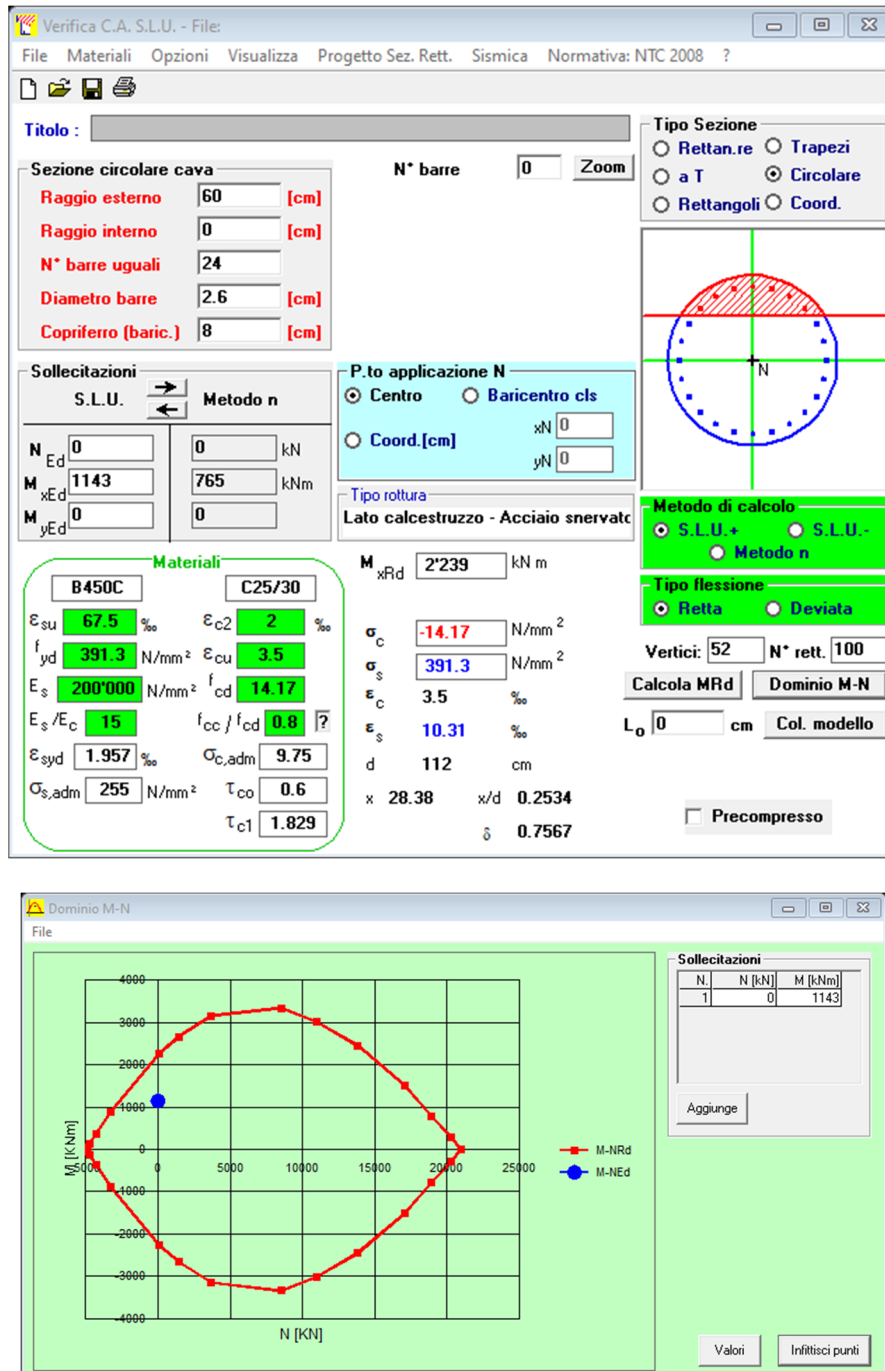 Verifica C.A. S.L.U. - File:
File Materiali Opzioni Visualizza Progetto Sez. Rett. Sismica Normativa: NTC 2008 ?
Titolo :
Sezione circolare cava
Raggio esterno 60 [cm]
Raggio interno 0 [cm]
N° barre uguali 24
Diametro barre 2.6 [cm]
Copriferro (baric.) 8 [cm]
N° barre 0 Zoom
Tipo Sezione
Rettan.re Trapezi
a T Circolare
Rettangoli Coord.
N
Sollecitazioni
S.L.U. Metodo n
N Ed 0 0 kN
M xEd 1143 765 kNm
M yEd 0 0
P.to applicazione N
Centro Baricentro cls
Coord.[cm] xN 0
yN 0
Tipo rottura
Lato calcestruzzo - Acciaio snervato
Metodo di calcolo
S.L.U.+ S.L.U.-
Metodo n
Tipo flessione
Retta Deviata
Materiali
B450C C25/30
εsu 67.5 ‰ εc2 2 ‰
fyd 391.3 N/mm² εcu 3.5
Es 200'000 N/mm² fcd 14.17
Es /Ec 15 fcc / fcd 0.8 ?
εsyd 1.957 ‰ σc,adm 9.75
σs,adm 255 N/mm² τco 0.6
τc1 1.829
M xRd 2'239 kN m
σc -14.17 N/mm²
σs 391.3 N/mm²
εc 3.5 ‰
εs 10.31 ‰
d 112 cm
x 28.38 x/d 0.2534
δ 0.7567
Vertici: 52 N° rett. 100
Calcola MRd Dominio M-N
Lo 0 cm Col. modello
Precompresso
Dominio M-N
File
4000
3000
2000
1000
0
-1000
-2000
-3000
-4000
M [KNm]
-5000 0 5000 10000 15000 20000 25000
N [KN]
M-NRd
M-NEd
Sollecitazioni
N. N [kN] M [kNm]
1 0 1143
Aggiunge
Valori Infittisci punti